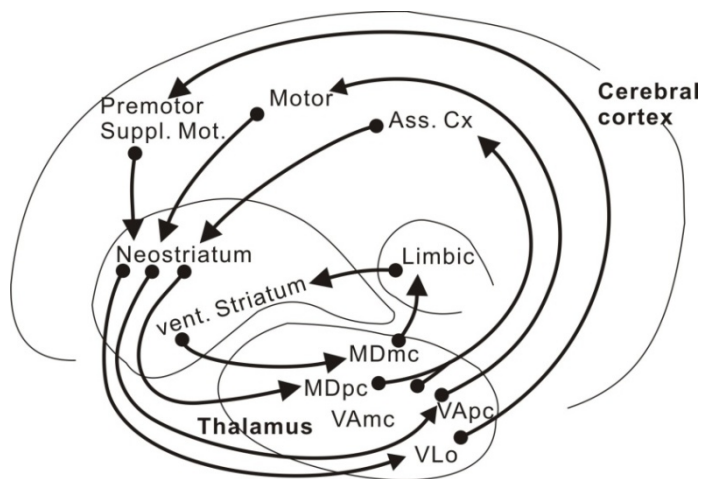 Premotor
Suppl. Mot.
Motor
Ass. Cx
Cerebral
cortex
Neostriatum
Limbic
vent. Striatum
MDmc
MDpc
VAmc
VApc
Thalamus
VLo